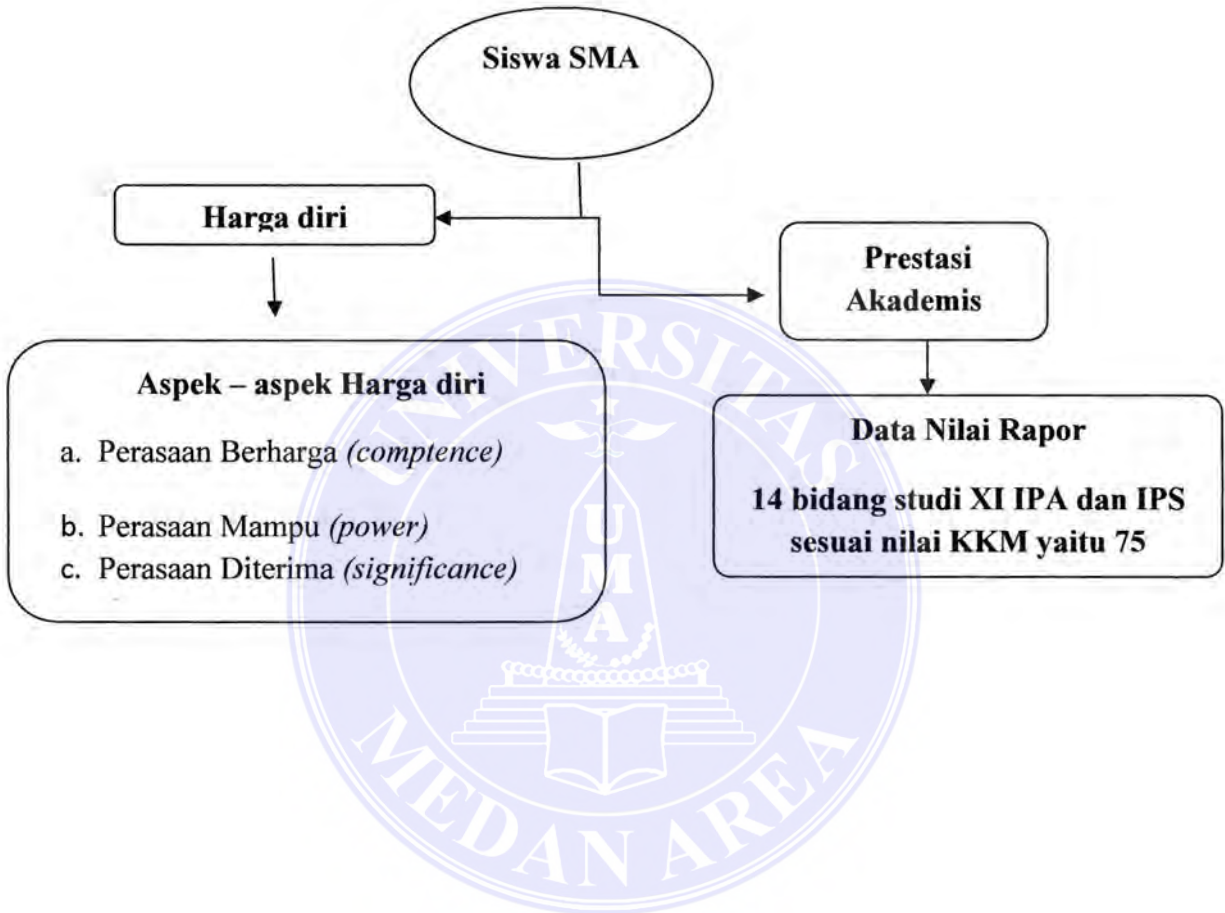 Siswa SMA
Harga diri
Prestasi
Akademis
Aspek – aspek Harga diri
a. Perasaan Berharga (comptence)
b. Perasaan Mampu (power)
c. Perasaan Diterima (significance)
Data Nilai Rapor
14 bidang studi XI IPA dan IPS
sesuai nilai KKM yaitu 75
UNIVERSITAS
U
M
A
MEDAN AREA